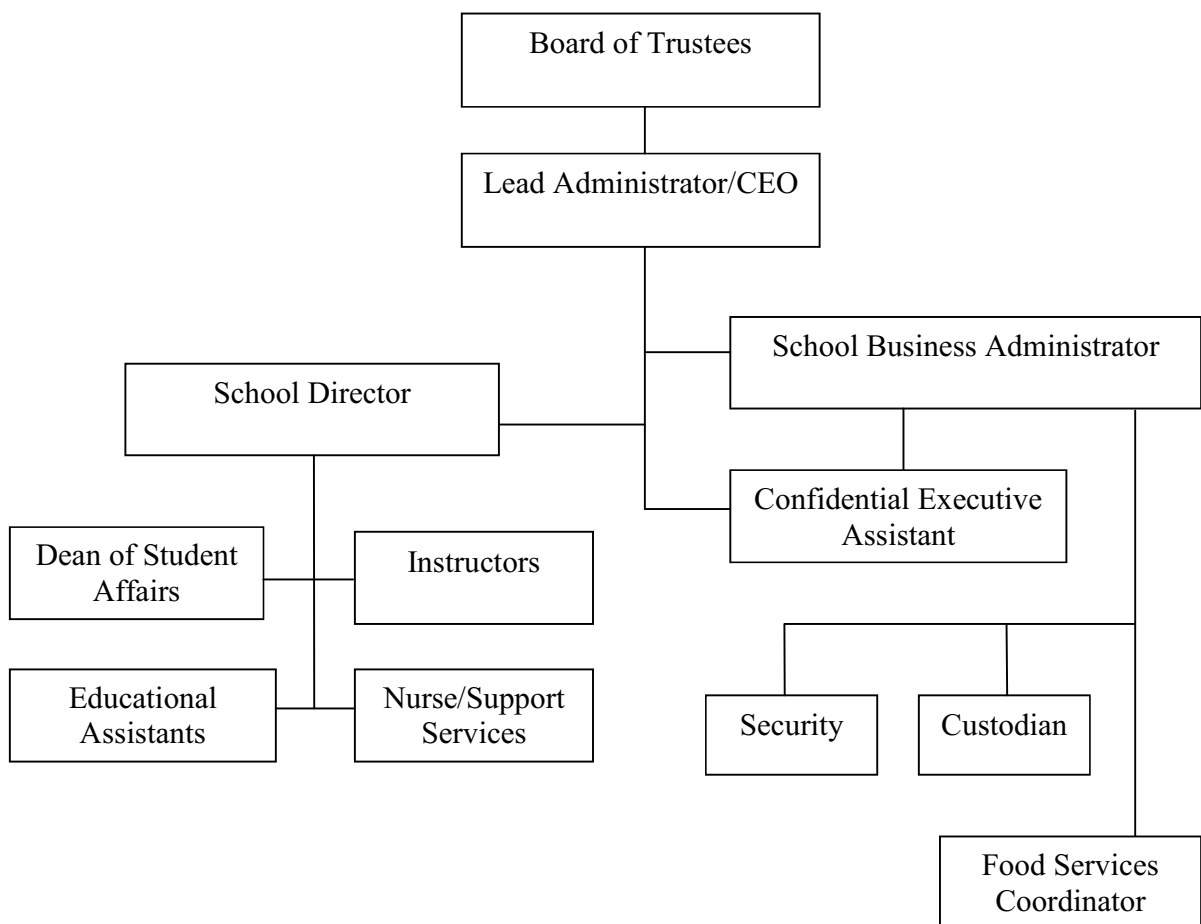 Board of Trustees
Lead Administrator/CEO
School Business Administrator
School Director
Confidential Executive
Assistant
Dean of Student
Affairs
Instructors
Educational
Assistants
Nurse/Support
Services
Security
Custodian
Food Services
Coordinator